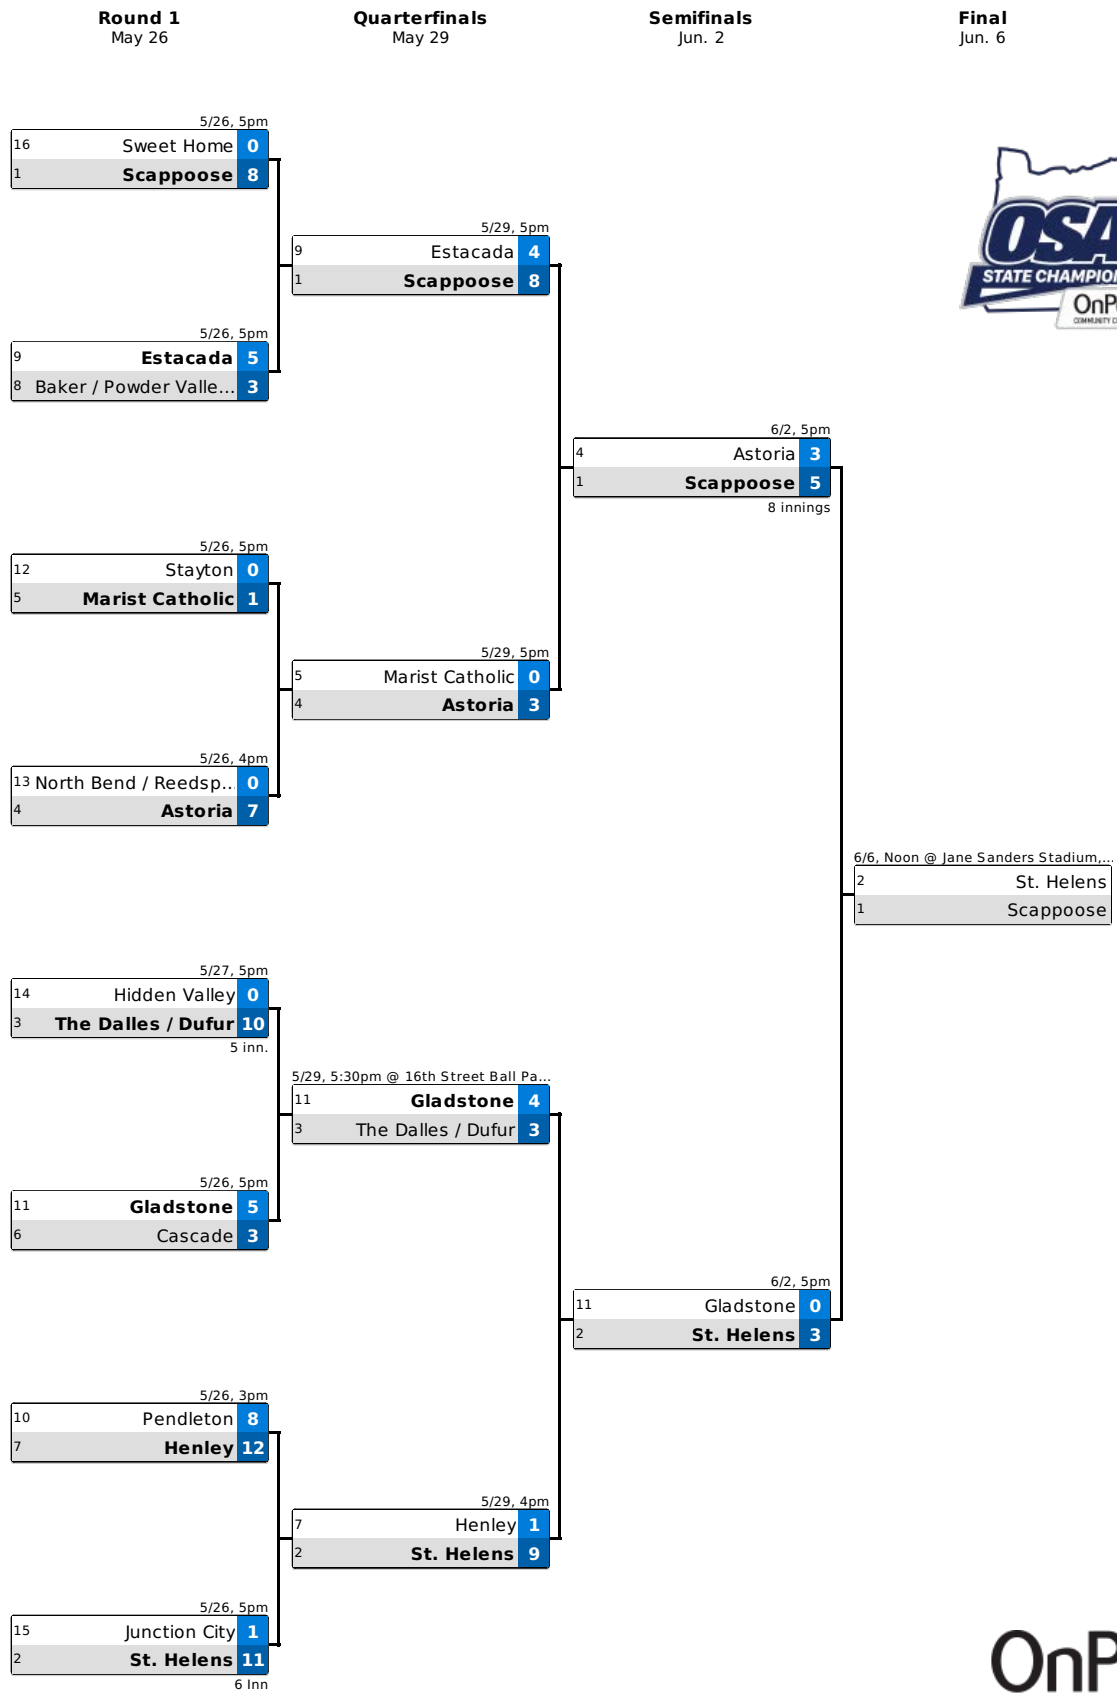 Round 1
May 26
Quarterfinals
May 29
Semifinals
Jun. 2
Final
Jun. 6
5/26, 5pm
16 Sweet Home 0
1 Scappoose 8
5/26, 5pm
9 Estacada 5
8 Baker / Powder Valle... 3
5/26, 5pm
12 Stayton 0
5 Marist Catholic 1
5/26, 4pm
13 North Bend / Reedsp... 0
4 Astoria 7
5/27, 5pm
14 Hidden Valley 0
3 The Dalles / Dufur 10
5 inn.
5/26, 5pm
11 Gladstone 5
6 Cascade 3
5/26, 3pm
10 Pendleton 8
7 Henley 12
5/26, 5pm
15 Junction City 1
2 St. Helens 11
6 Inn
5/29, 5pm
9 Estacada 4
1 Scappoose 8
5/29, 5pm
5 Marist Catholic 0
4 Astoria 3
5/29, 5:30pm @ 16th Street Ball Pa...
11 Gladstone 4
3 The Dalles / Dufur 3
5/29, 4pm
7 Henley 1
2 St. Helens 9
6/2, 5pm
4 Astoria 3
1 Scappoose 5
8 innings
6/2, 5pm
11 Gladstone 0
2 St. Helens 3
6/6, Noon @ Jane Sanders Stadium,...
2 St. Helens
1 Scappoose
OSA
STATE CHAMPION
OnP
OnP